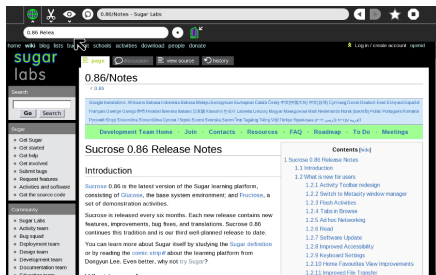 0.86/Notes - Sugar Labs
0.86 Relea
home wiki blog lists schools activities download people donate
Log in / create account openid
sugar
labs
page discussion view source history
0.86/Notes
< 0.86
Development Team Home · Join · Contacts · Resources · FAQ · Roadmap · To Do · Meetings
Search
Go Search
Sugar
Get Sugar
Get started
Get help
Get involved
Submit bugs
Request features
Activities and software
Get the source code
Community
Sugar Labs
Activity team
Bug squad
Deployment team
Design team
Development team
Documentation team
Sucrose 0.86 Release Notes
Introduction
Sucrose 0.86 is the latest version of the Sugar learning platform,
consisting of Glucose, the base system environment; and Fructose, a
set of demonstration activities.
Sucrose is released every six months. Each new release contains new
features, improvements, bug fixes, and translations. Sucrose 0.86
continues this tradition and is our third well-planned release to date.
You can learn more about Sugar itself by studying the Sugar definition
or by reading the comic strip# about the learning platform from
Dongyun Lee. Even better, why not try Sugar?
Contents [hide]
1 Sucrose 0.86 Release Notes
1.1 Introduction
1.2 What is new for users
1.2.1 Activity Toolbar redesign
1.2.2 Switch to Metacity window manager
1.2.3 Flash Activities
1.2.4 Tabs in Browse
1.2.5 Ad hoc Networking
1.2.6 Read
1.2.7 Software Update
1.2.8 Improved Accessibility
1.2.9 Keyboard Settings
1.2.10 Home Favourites View Improvements
1.2.11 Improved File Transfer